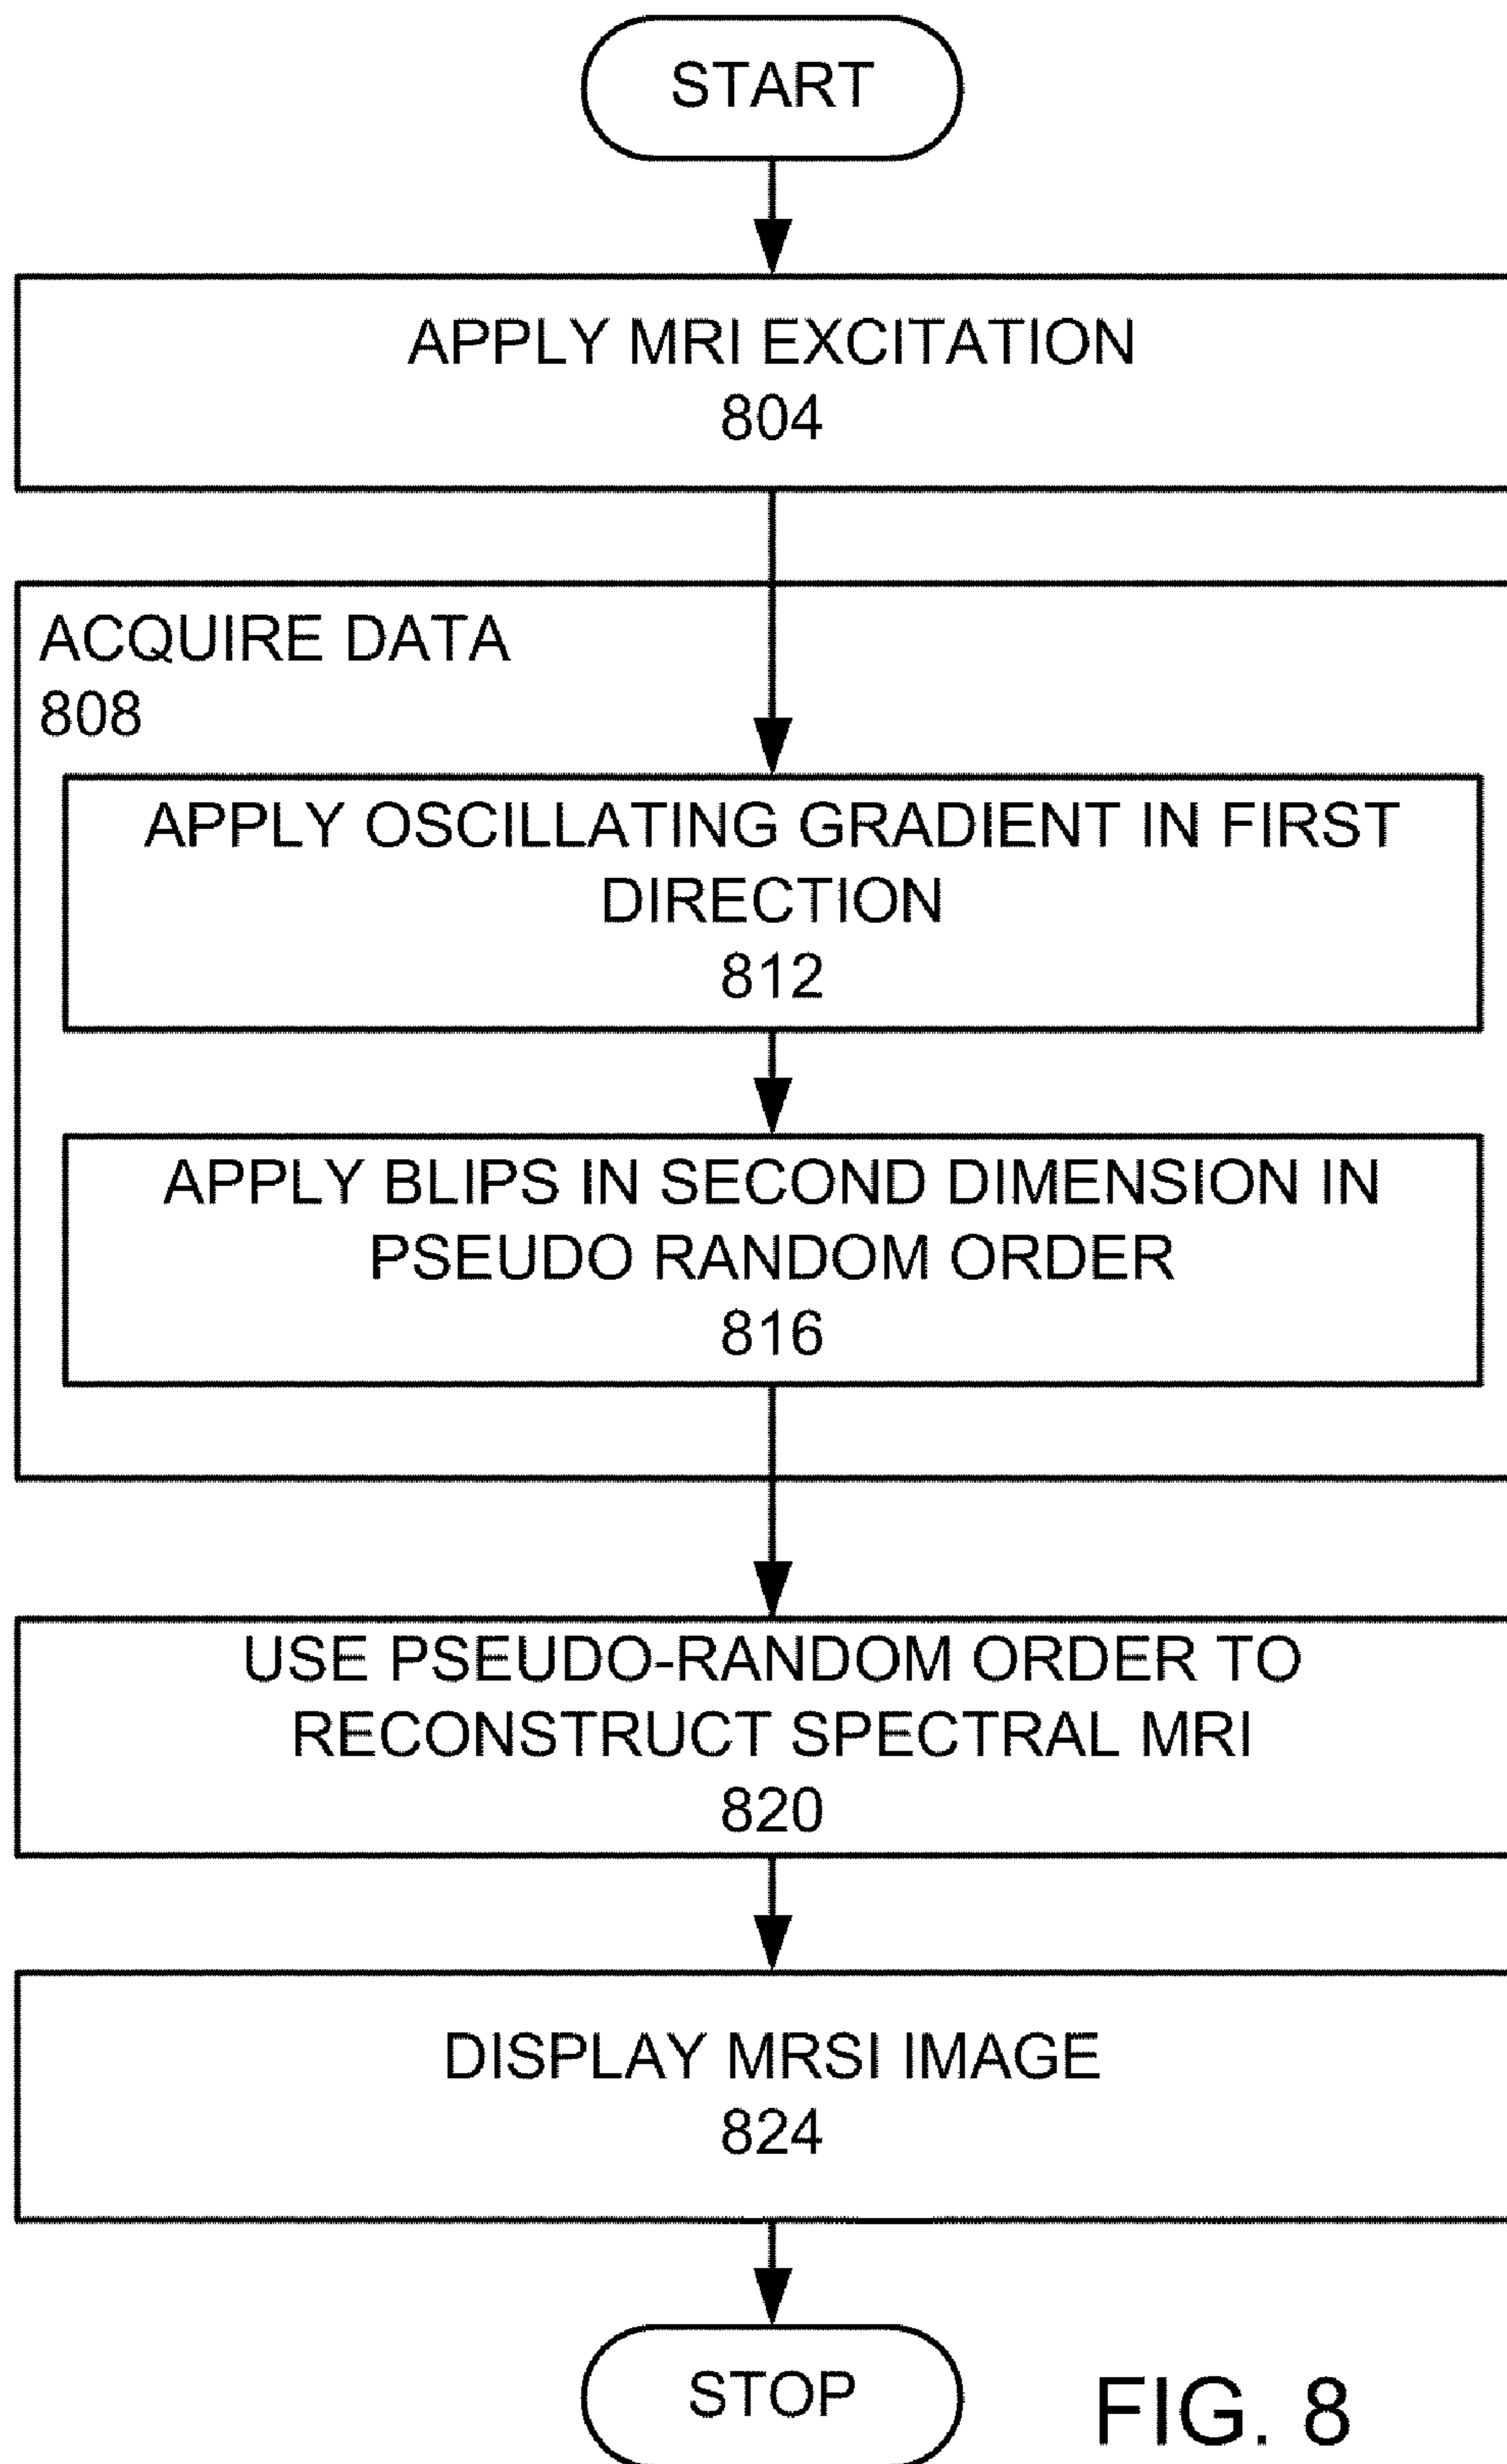 START
APPLY MRI EXCITATION
804
ACQUIRE DATA
808
APPLY OSCILLATING GRADIENT IN FIRST
DIRECTION
812
APPLY BLIPS IN SECOND DIMENSION IN
PSEUDO RANDOM ORDER
816
USE PSEUDO-RANDOM ORDER TO
RECONSTRUCT SPECTRAL MRI
820
DISPLAY MRSI IMAGE
824
STOP
FIG. 8